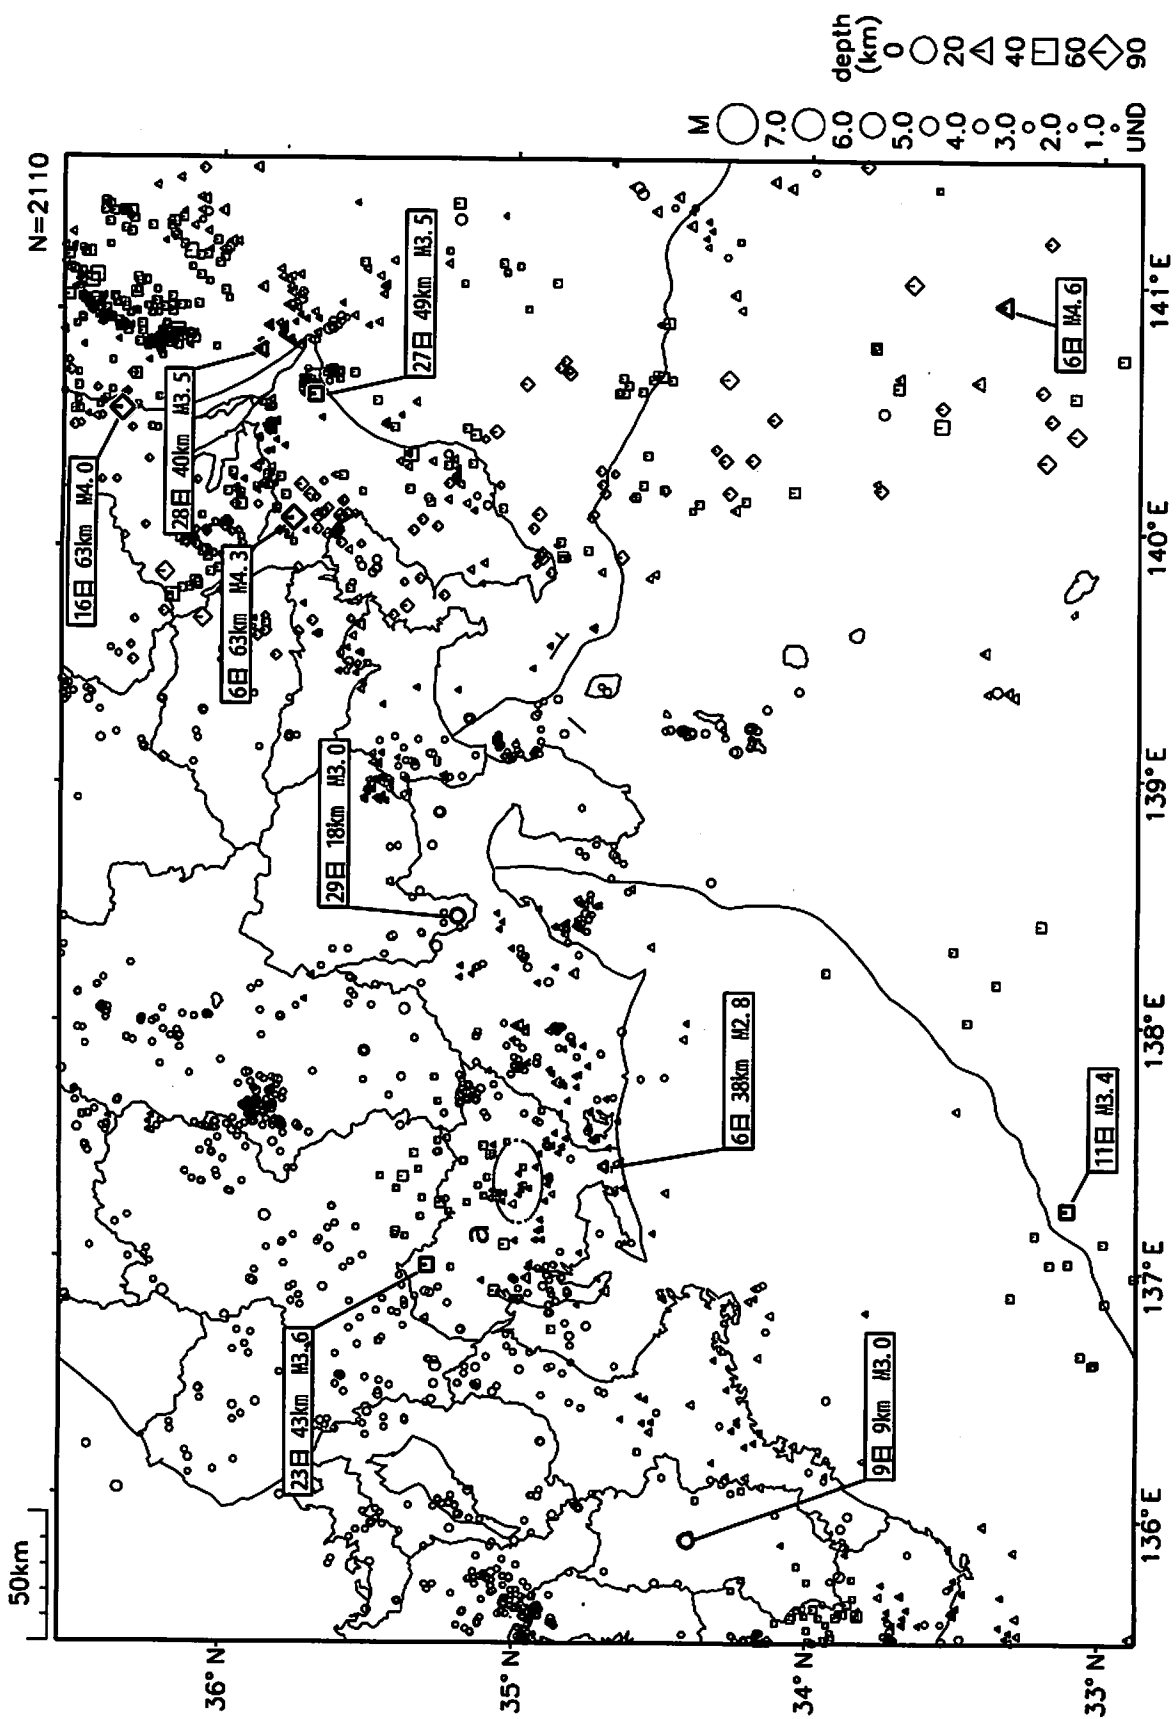 50km
N=2110
16日 63km M4.0
28日 40km M3.5
6日 63km M4.3
27日 49km M3.5
29日 18km M3.0
23日 43km M3.6
a
6日 38km M2.8
6日 M4.6
11日 M3.4
9日 9km M3.0
36°N
35°N
34°N
33°N
136°E
137°E
138°E
139°E
140°E
141°E
M
7.0
6.0
5.0
4.0
3.0
2.0
1.0
UND
depth
(km)
0
20
40
60
90